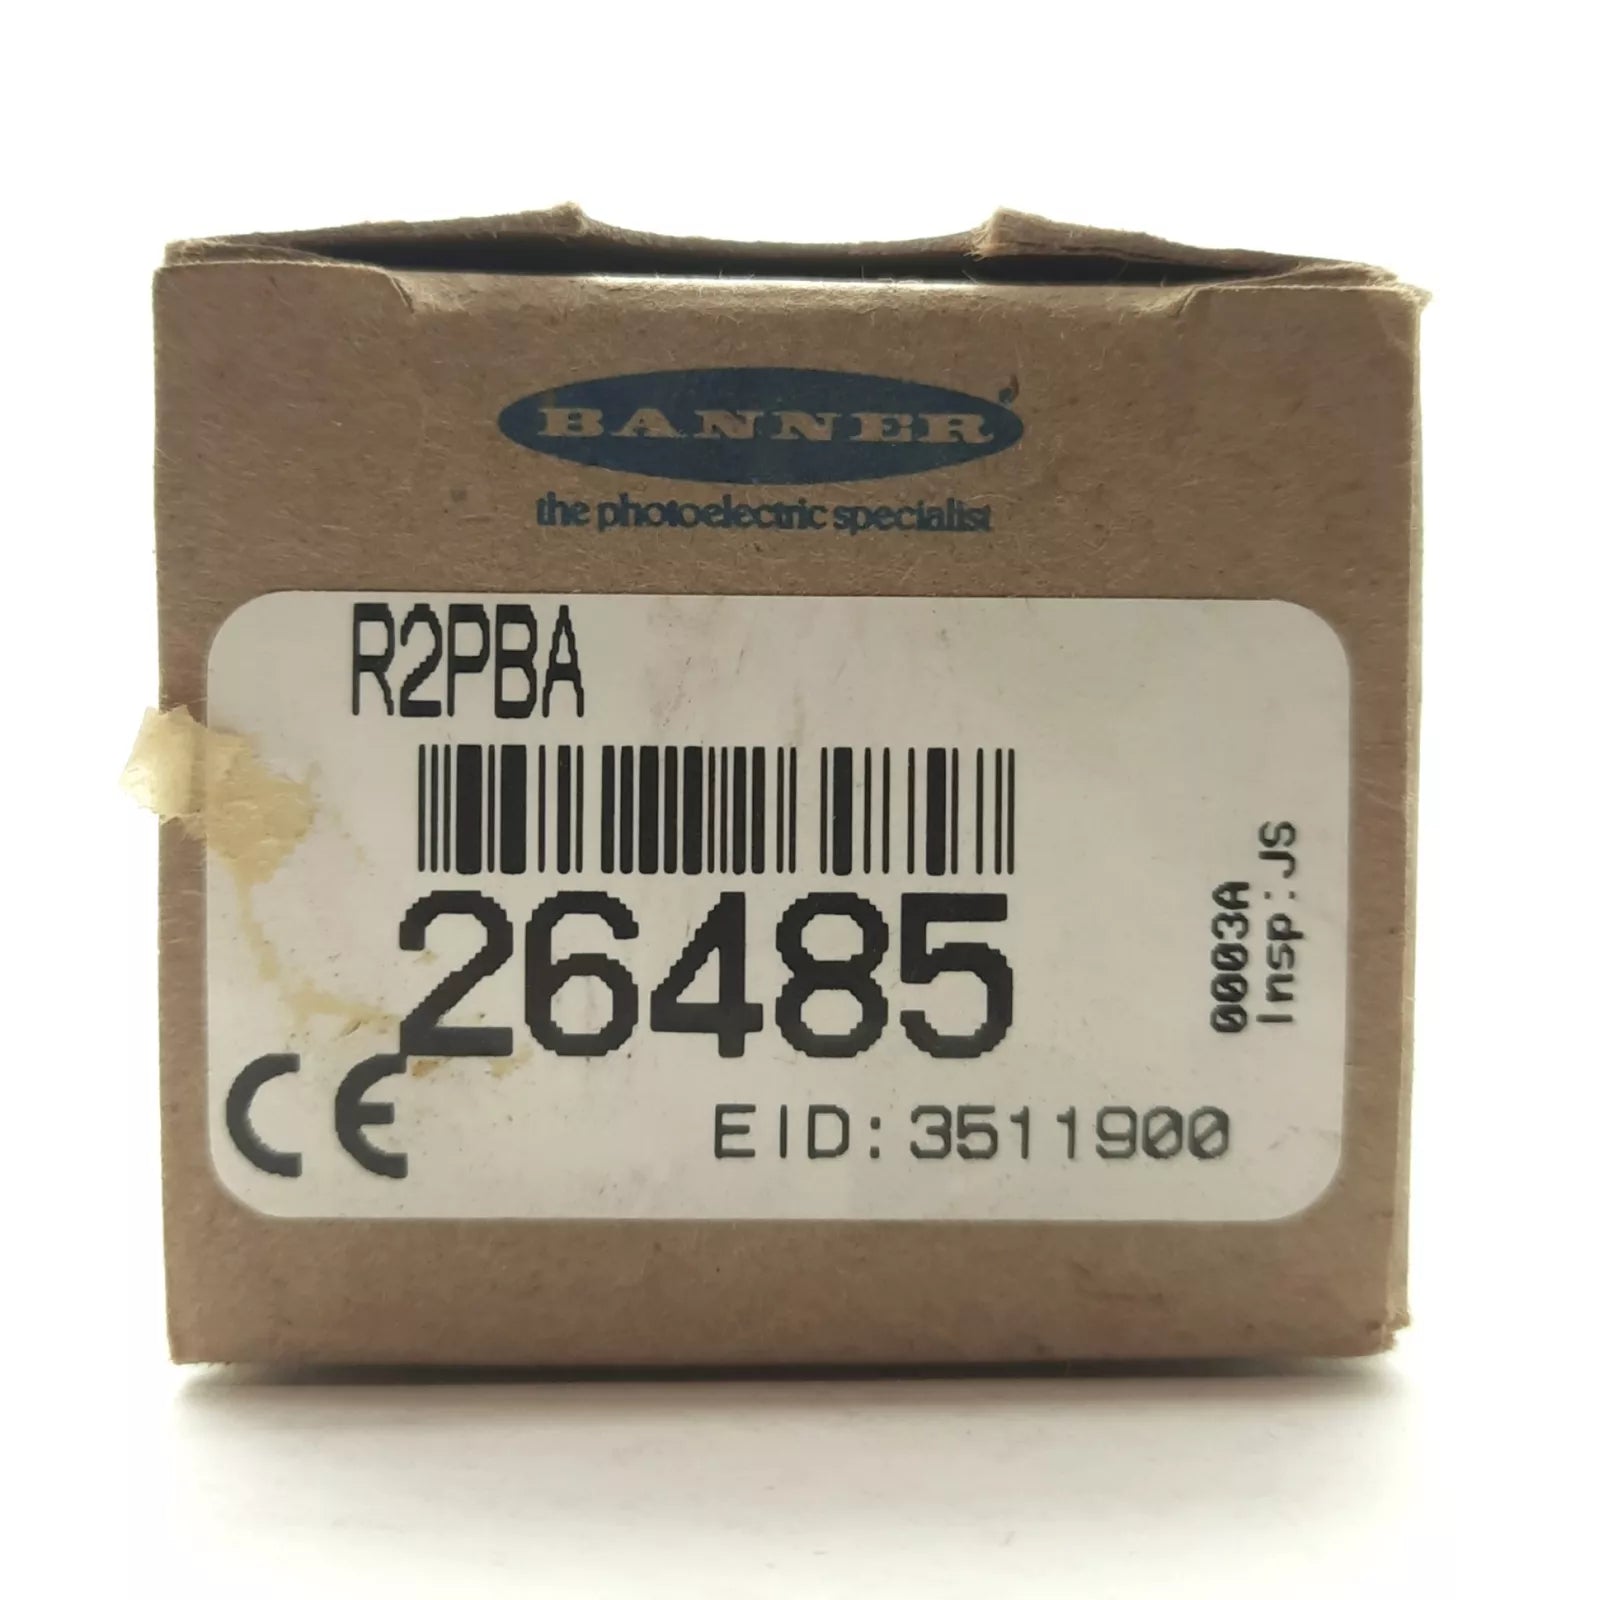 BANNER
the photoelectric specialist
R2PBA
26485
CE
EID:3511900
0003A
Insp:JS